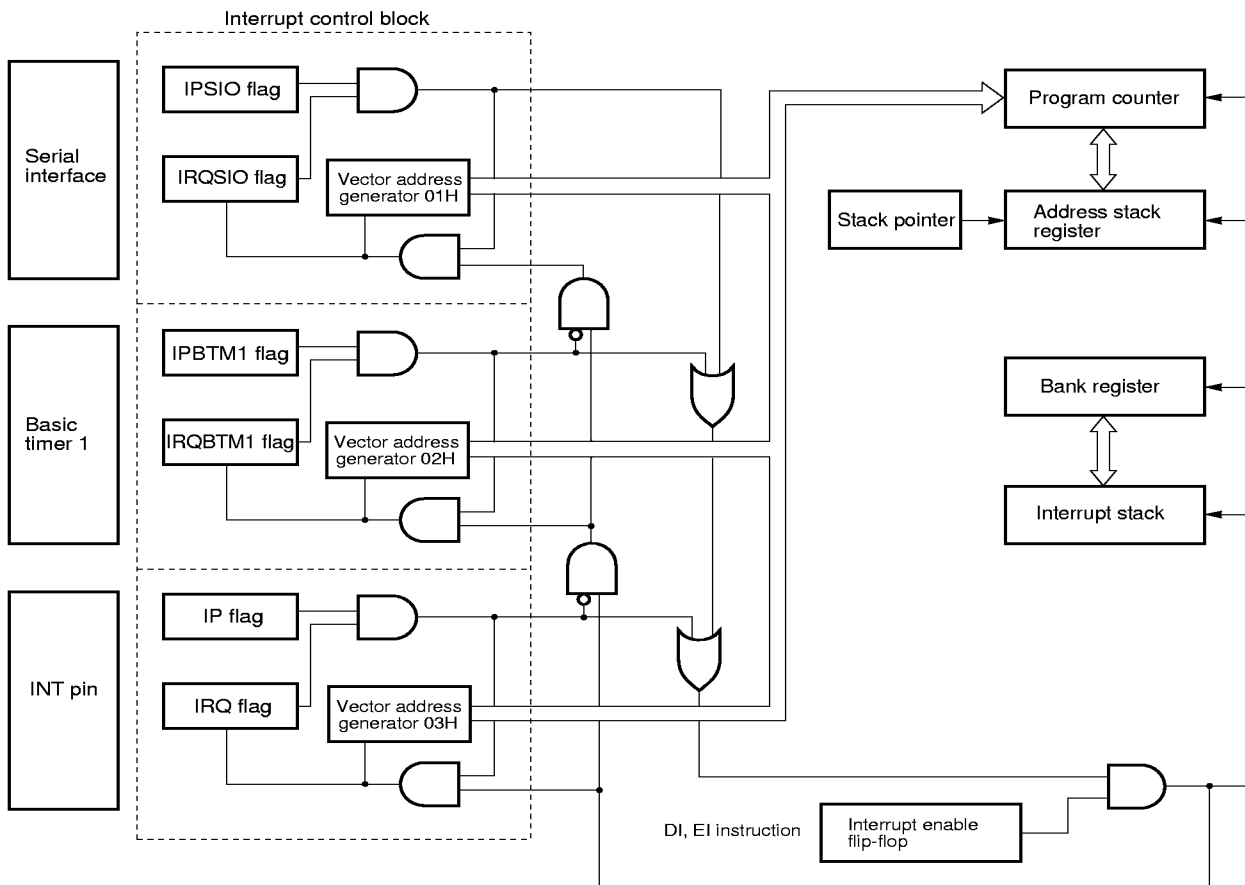 Interrupt control block
Serial
interface
IPSIO flag
IRQSIO flag
Vector address
generator 01H
Program counter
Stack pointer
Address stack
register
Basic
timer 1
IPBTM1 flag
IRQBTM1 flag
Vector address
generator 02H
Bank register
Interrupt stack
INT pin
IP flag
IRQ flag
Vector address
generator 03H
DI, EI instruction
Interrupt enable
flip-flop